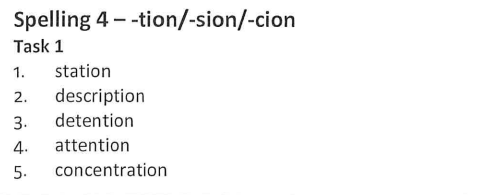 Spelling 4 – -tion/-sion/-cion
Task 1
1. station
2. description
3. detention
4. attention
5. concentration